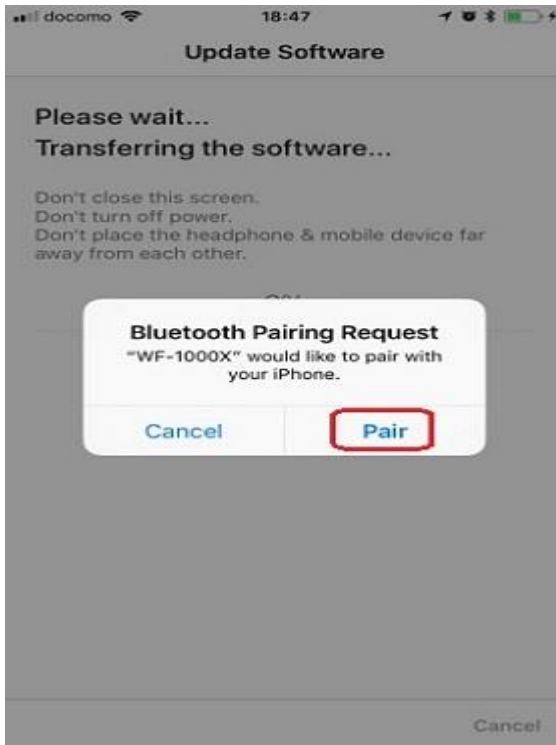 docomo 18:47
Update Software
Please wait...
Transferring the software...
Don't close this screen.
Don't turn off power.
Don't place the headphone & mobile device far
away from each other.
Bluetooth Pairing Request
"WF-1000X" would like to pair with
your iPhone.
Cancel Pair
Cancel